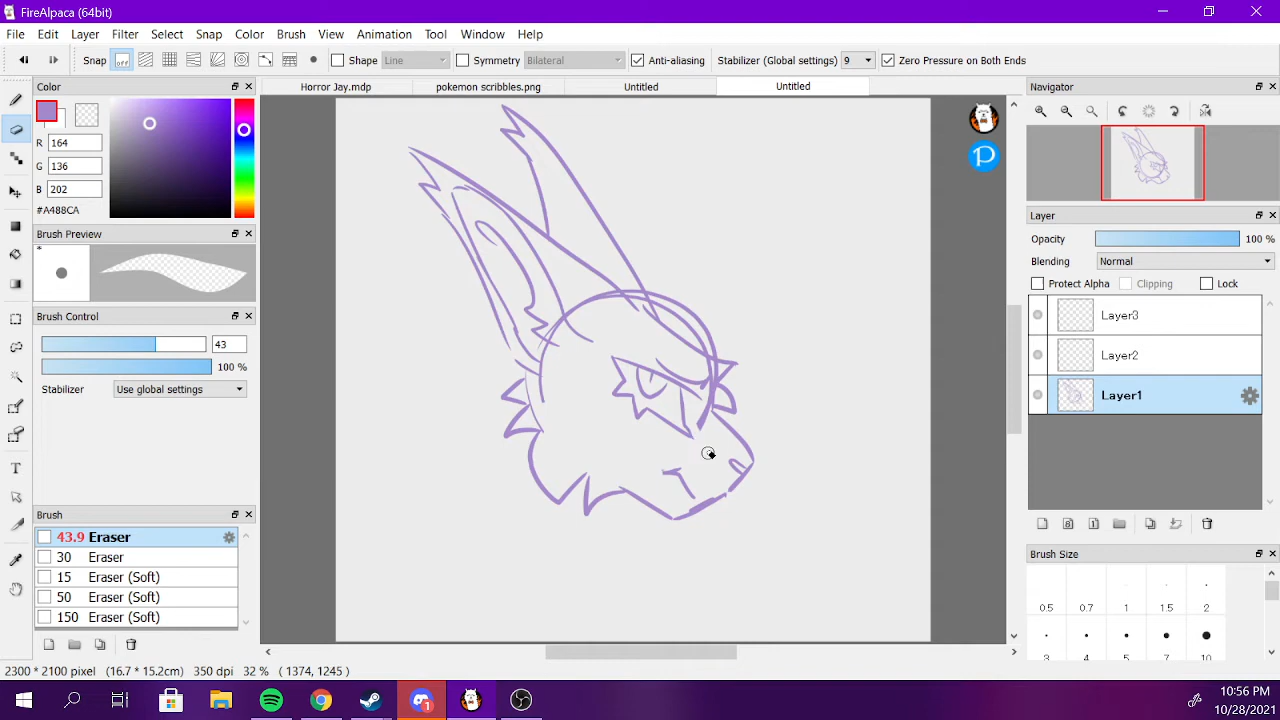 FireAlpaca (64bit)
File Edit Layer Filter Select Snap Color Brush View Animation Tool Window Help
Snap off Shape Line Symmetry Bilateral Anti-aliasing Stabilizer (Global settings) 9 Zero Pressure on Both Ends
Color
Horror Jay.mdp pokemon scribbles.png Untitled Untitled
Navigator
R 164
G 136
B 202
#A488CA
Brush Preview
*
Brush Control
43
100 %
Stabilizer Use global settings
Brush
43.9 Eraser
30 Eraser
15 Eraser (Soft)
50 Eraser (Soft)
150 Eraser (Soft)
Layer
Opacity 100 %
Blending Normal
Protect Alpha Clipping Lock
Layer3
Layer2
Layer1
Brush Size
0.5 0.7 1 1.5 2
3 4 5 7 10
2300 * 2100 pixel (16.7 * 15.2cm) 350 dpi 32 % ( 1374, 1245 )
1
10:56 PM
10/28/2021